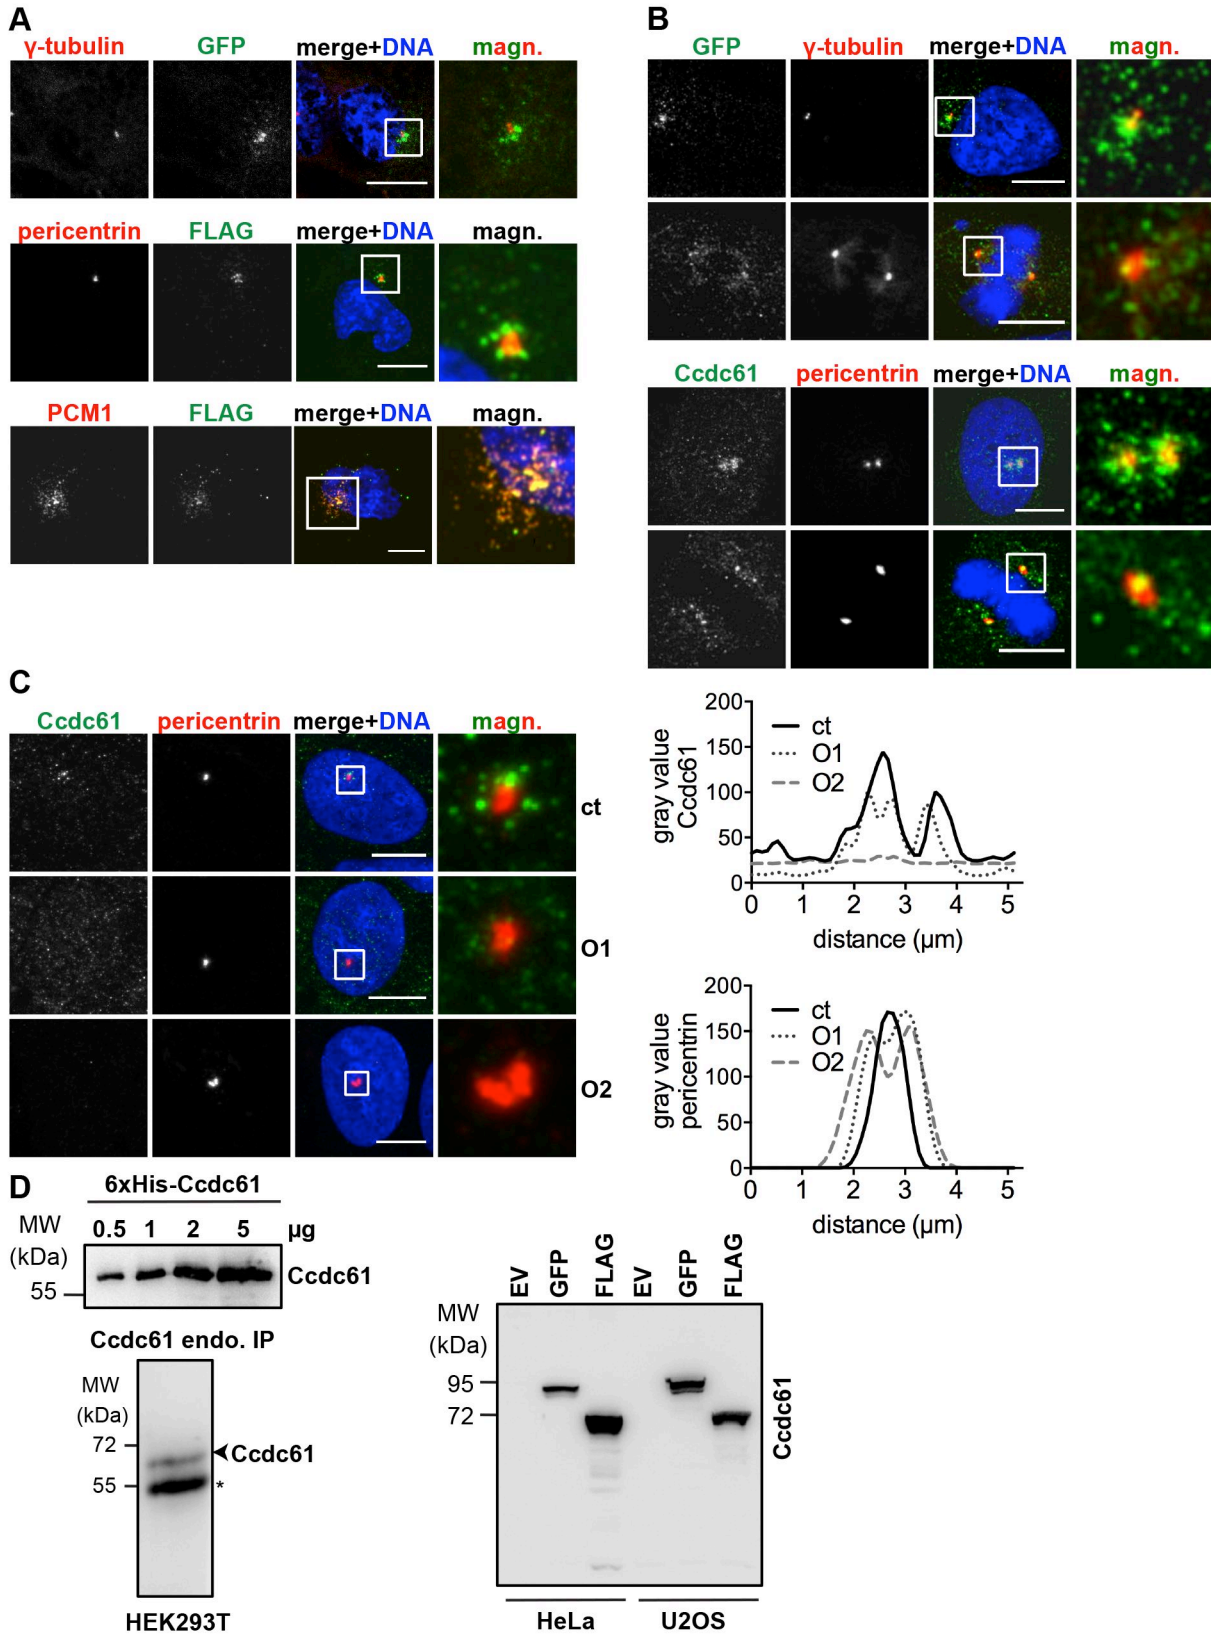 A
γ-tubulin GFP merge+DNA magn.
pericentrin FLAG merge+DNA magn.
PCM1 FLAG merge+DNA magn.
B
GFP γ-tubulin merge+DNA magn.
Ccdc61 pericentrin merge+DNA magn.
C
Ccdc61 pericentrin merge+DNA magn.
ct
O1
O2
200
150
100
50
0
gray value
Ccdc61
ct
O1
O2
0 1 2 3 4 5
distance (µm)
200
150
100
50
0
gray value
pericentrin
ct
O1
O2
0 1 2 3 4 5
distance (µm)
D
6xHis-Ccdc61
MW
(kDa)
0.5 1 2 5 µg
55
Ccdc61
Ccdc61 endo. IP
MW
(kDa)
72
55
Ccdc61
*
HEK293T
EV GFP FLAG EV GFP FLAG
MW
(kDa)
95
72
Ccdc61
HeLa U2OS